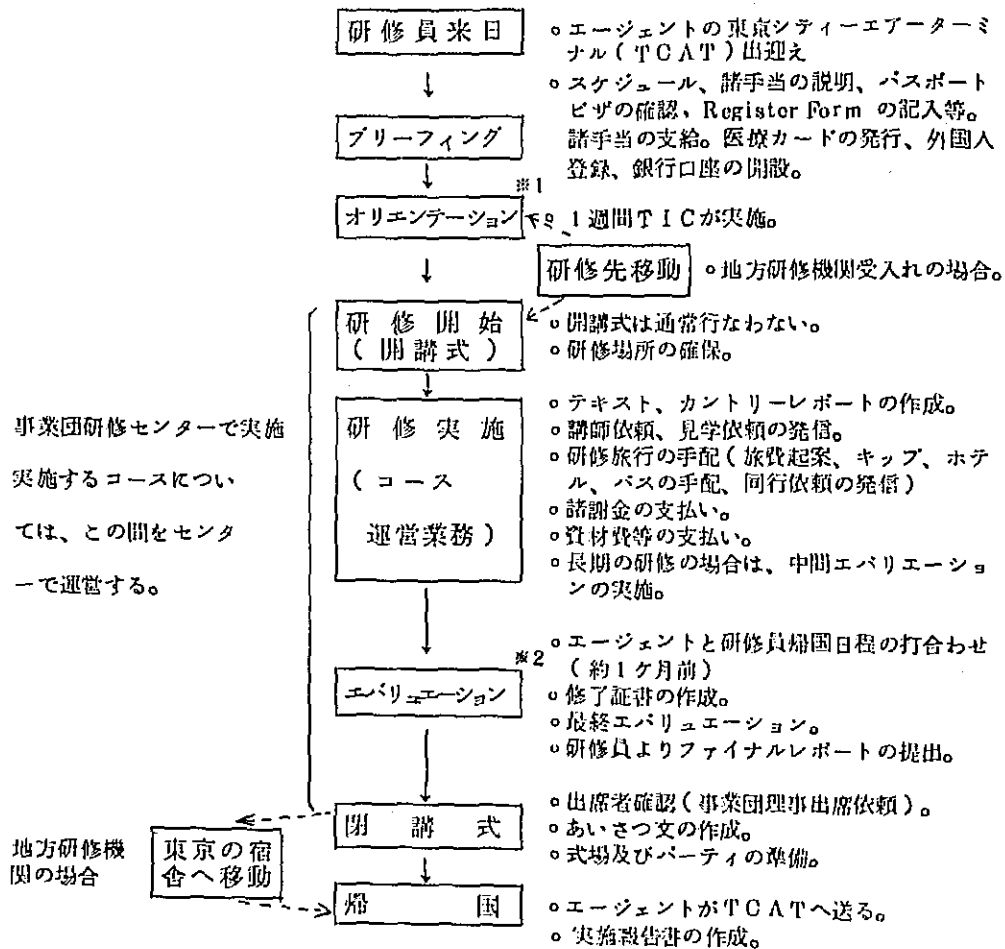 研修員来日
○エージェントの東京シティーエアーターミ
ナル(TCAT)出迎え
○スケジュール、諸手当の説明、パスポート
ビザの確認、Register Form の記入等。
諸手当の支給。医療カードの発行、外国人
登録、銀行口座の開設。
ブリーフィング
※1
オリエンテーション
○1週間TICが実施。
研修先移動
○地方研修機関受入れの場合。
研修開始
(開講式)
○開講式は通常行なわない。
○研修場所の確保。
事業団研修センターで実施
実施するコースについ
ては、この間をセンタ
ーで運営する。
研修実施
(コース
運営業務)
○テキスト、カントリーレポートの作成。
○講師依頼、見学依頼の発信。
○研修旅行の手配(旅費起案、キップ、ホテ
ル、バスの手配、同行依頼の発信)
○諸謝金の支払い。
○資材費等の支払い。
○長期の研修の場合は、中間エバリエーショ
ンの実施。
※2
エバリュエーション
○エージェントと研修員帰国日程の打合わせ
(約1ケ月前)
○修了証書の作成。
○最終エバリュエーション。
○研修員よりファイナルレポートの提出。
閉講式
○出席者確認(事業団理事出席依頼)。
○あいさつ文の作成。
○式場及びパーティの準備。
地方研修機
関の場合
東京の宿
舎へ移動
帰国
○エージェントがTCATへ送る。
○実施報告書の作成。